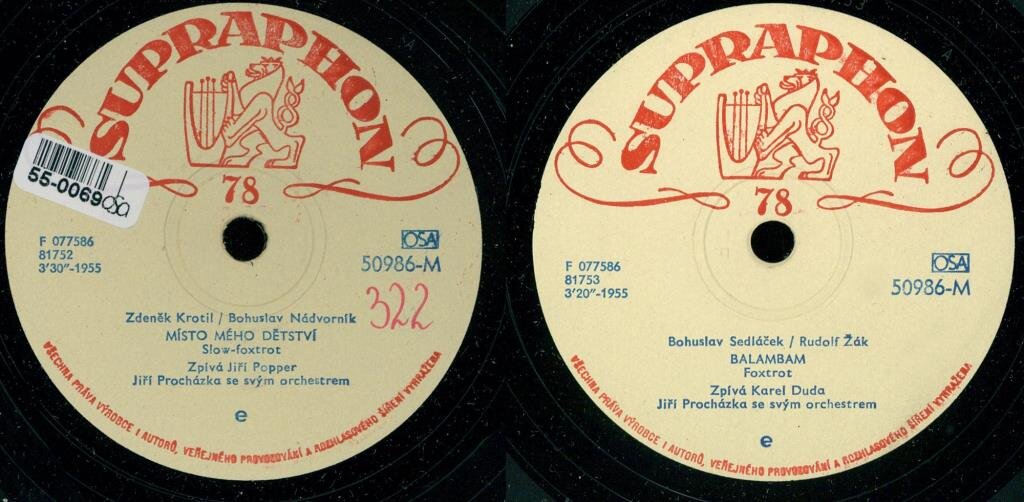 SUPRAPHON
78
55-0069
OSA
F 077586
81752
3'30"-1955
OSA
50986-M
322
Zdeněk Krotil / Bohuslav Nádvorník
MÍSTO MÉHO DĚTSTVÍ
Slow-foxtrot
Zpívá Jiří Popper
Jiří Procházka se svým orchestrem
e
VŠECHNA PRÁVA VÝROBCE I AUTORŮ, VEŘEJNÉHO PROVOZOVÁNÍ A ROZHLASOVÉHO ŠÍŘENÍ VYHRAŽENA
SUPRAPHON
78
F 077586
81753
3'20"-1955
OSA
50986-M
Bohuslav Sedláček / Rudolf Žák
BALAMBAM
Foxtrot
Zpívá Karel Duda
Jiří Procházka se svým orchestrem
e
VŠECHNA PRÁVA VÝROBCE I AUTORŮ, VEŘEJNÉHO PROVOZOVÁNÍ A ROZHLASOVÉHO ŠÍŘENÍ VYHRAŽENA